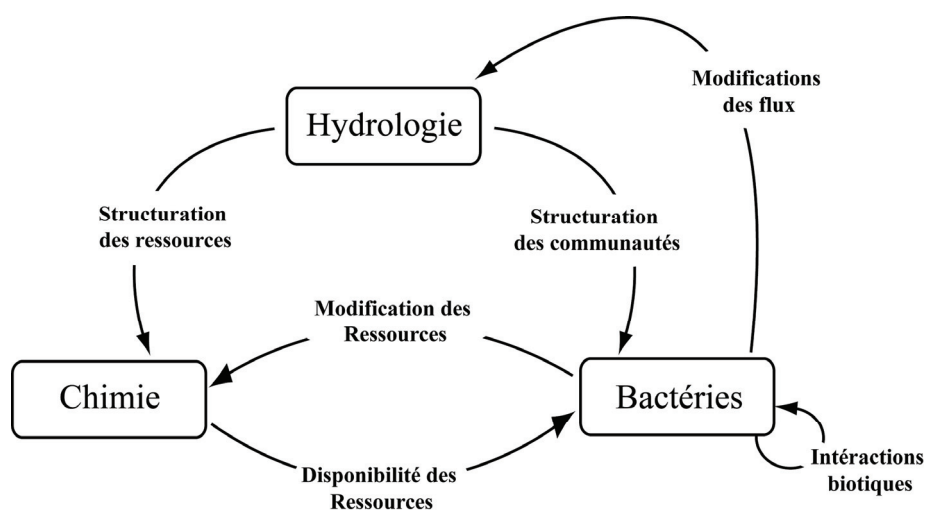 Modifications
des flux
Hydrologie
Structuration
des ressources
Structuration
des communautés
Modification des
Ressources
Chimie
Bactéries
Disponibilité des
Ressources
Intéractions
biotiques